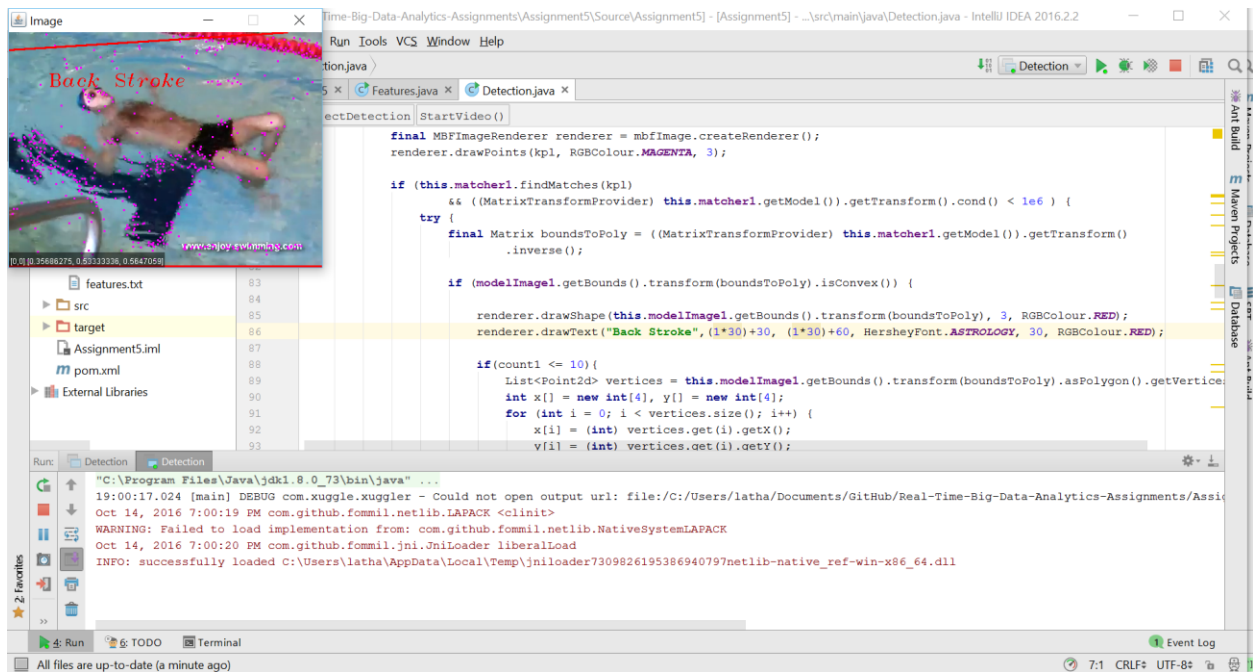 Image
Time-Big-Data-Analytics-Assignments\Assignment5\Source\Assignment5] - [Assignment5] - ...\src\main\java\Detection.java - IntelliJ IDEA 2016.2.2
Run Tools VCS Window Help
tion.java
Detection
5 Features.java Detection.java
ectDetection StartVideo()
Back Stroke
www.enjoy-swimming.com
[0,0] [0.35686275, 0.53333336, 0.5647059]
final MBFImageRenderer renderer = mbfImage.createRenderer();
renderer.drawPoints(kpl, RGBColour.MAGENTA, 3);
if (this.matcher1.findMatches(kpl)
&& ((MatrixTransformProvider) this.matcher1.getModel()).getTransform().cond() < 1e6 ) {
try {
final Matrix boundsToPoly = ((MatrixTransformProvider) this.matcher1.getModel()).getTransform()
.inverse();
features.txt
83 if (modelImage1.getBounds().transform(boundsToPoly).isConvex()) {
src
84
85 renderer.drawShape(this.modelImage1.getBounds().transform(boundsToPoly), 3, RGBColour.RED);
target
86 renderer.drawText("Back Stroke",(1*30)+30, (1*30)+60, HersheyFont.ASTROLOGY, 30, RGBColour.RED);
Assignment5.iml
87
pom.xml
88 if(count1 <= 10){
External Libraries
89 List<Point2d> vertices = this.modelImage1.getBounds().transform(boundsToPoly).asPolygon().getVertice
90 int x[] = new int[4], y[] = new int[4];
91 for (int i = 0; i < vertices.size(); i++) {
92 x[i] = (int) vertices.get(i).getX();
93 y[i] = (int) vertices.get(i).getY();
Ant Build
Maven Projects
Database
Run: Detection Detection
"C:\Program Files\Java\jdk1.8.0_73\bin\java" ...
19:00:17.024 [main] DEBUG com.xuggle.xuggler - Could not open output url: file:/C:/Users/latha/Documents/GitHub/Real-Time-Big-Data-Analytics-Assignments/Assig
Oct 14, 2016 7:00:19 PM com.github.fommil.netlib.LAPACK <clinit>
WARNING: Failed to load implementation from: com.github.fommil.netlib.NativeSystemLAPACK
Oct 14, 2016 7:00:20 PM com.github.fommil.jni.JniLoader liberalLoad
INFO: successfully loaded C:\Users\latha\AppData\Local\Temp\jniloader7309826195386940797netlib-native_ref-win-x86_64.dll
2: Favorites
4: Run 6: TODO Terminal
1 Event Log
All files are up-to-date (a minute ago)
7:1 CRLF UTF-8